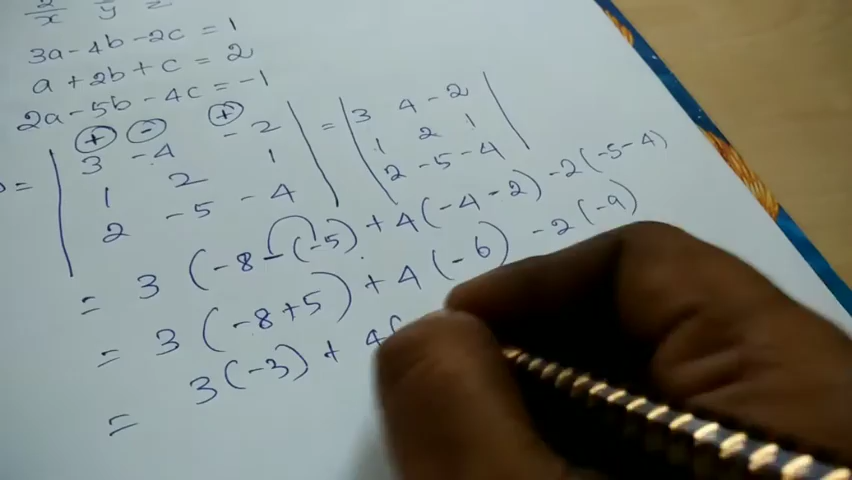 3a-4b-2c = 1
a+2b+c = 2
2a-5b-4c = -1
+ - +
= | 3 -4 -2 | = | 3 4 -2 |
| 1 2 1 | | 1 2 1 |
| 2 -5 -4 | | 2 -5 -4 |
= 3(-8-(-5)) + 4(-4-2) -2(-5-4)
= 3(-8+5) + 4(-6) -2(-9)
= 3(-3) + 4(